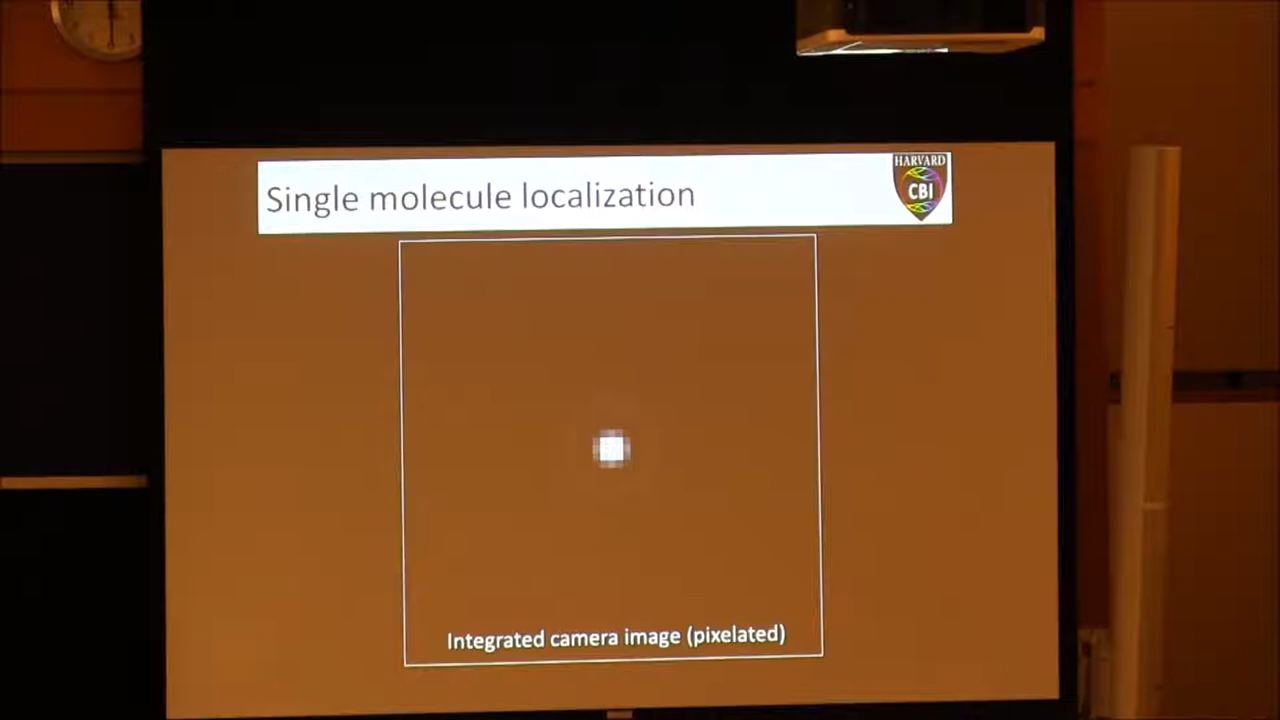 Single molecule localization
HARVARD
CBI
Integrated camera image (pixelated)